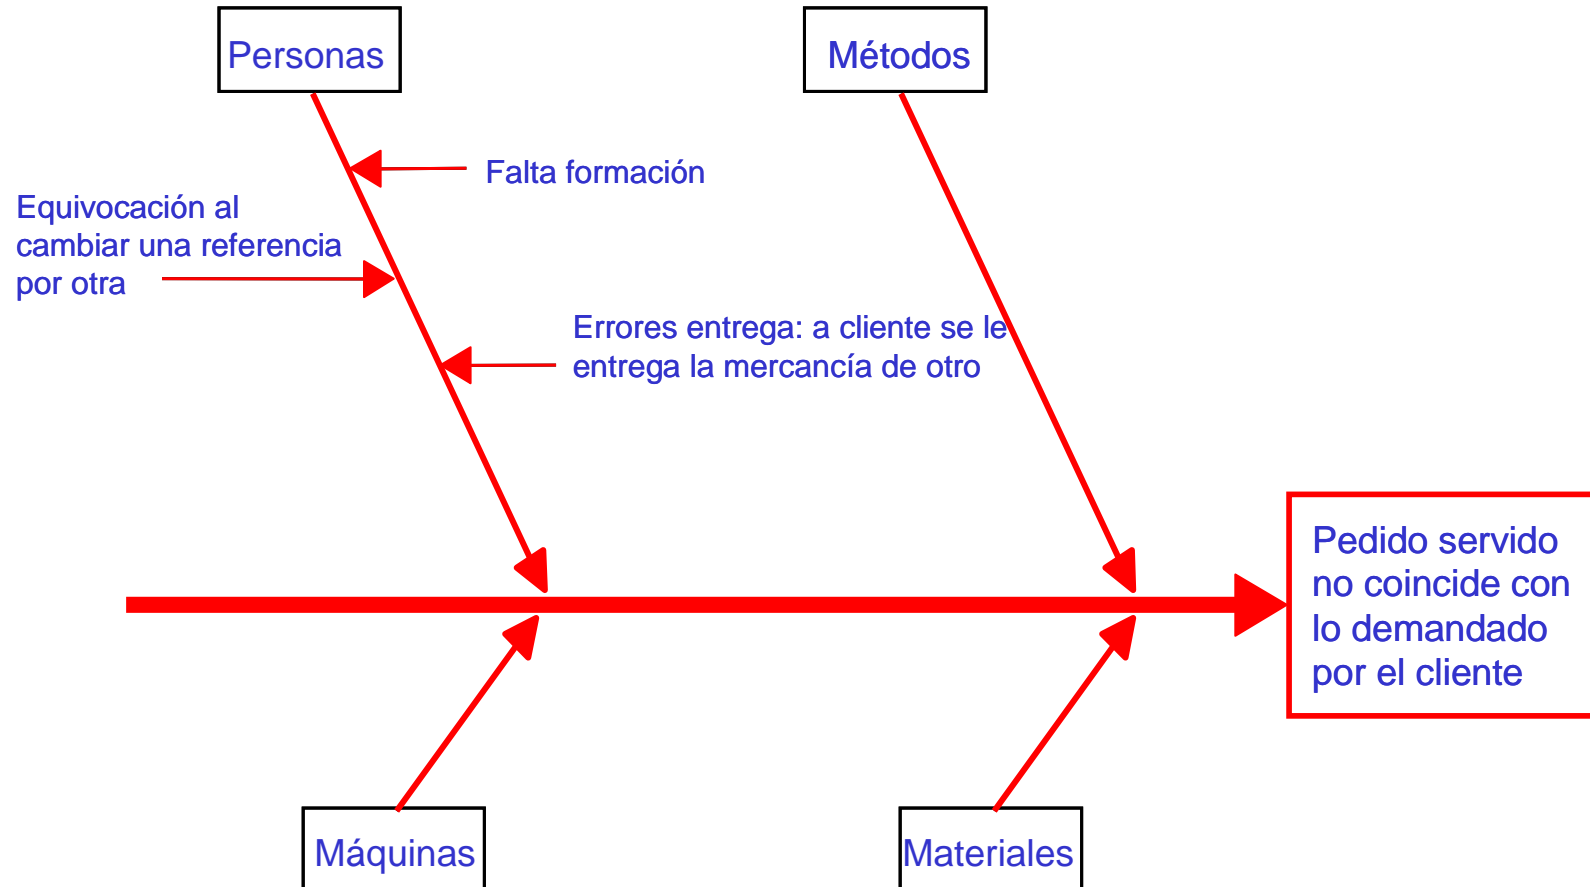 Personas
Métodos
Falta formación
Equivocación al
cambiar una referencia
por otra
Errores entrega: a cliente se le
entrega la mercancía de otro
Pedido servido
no coincide con
lo demandado
por el cliente
Máquinas
Materiales